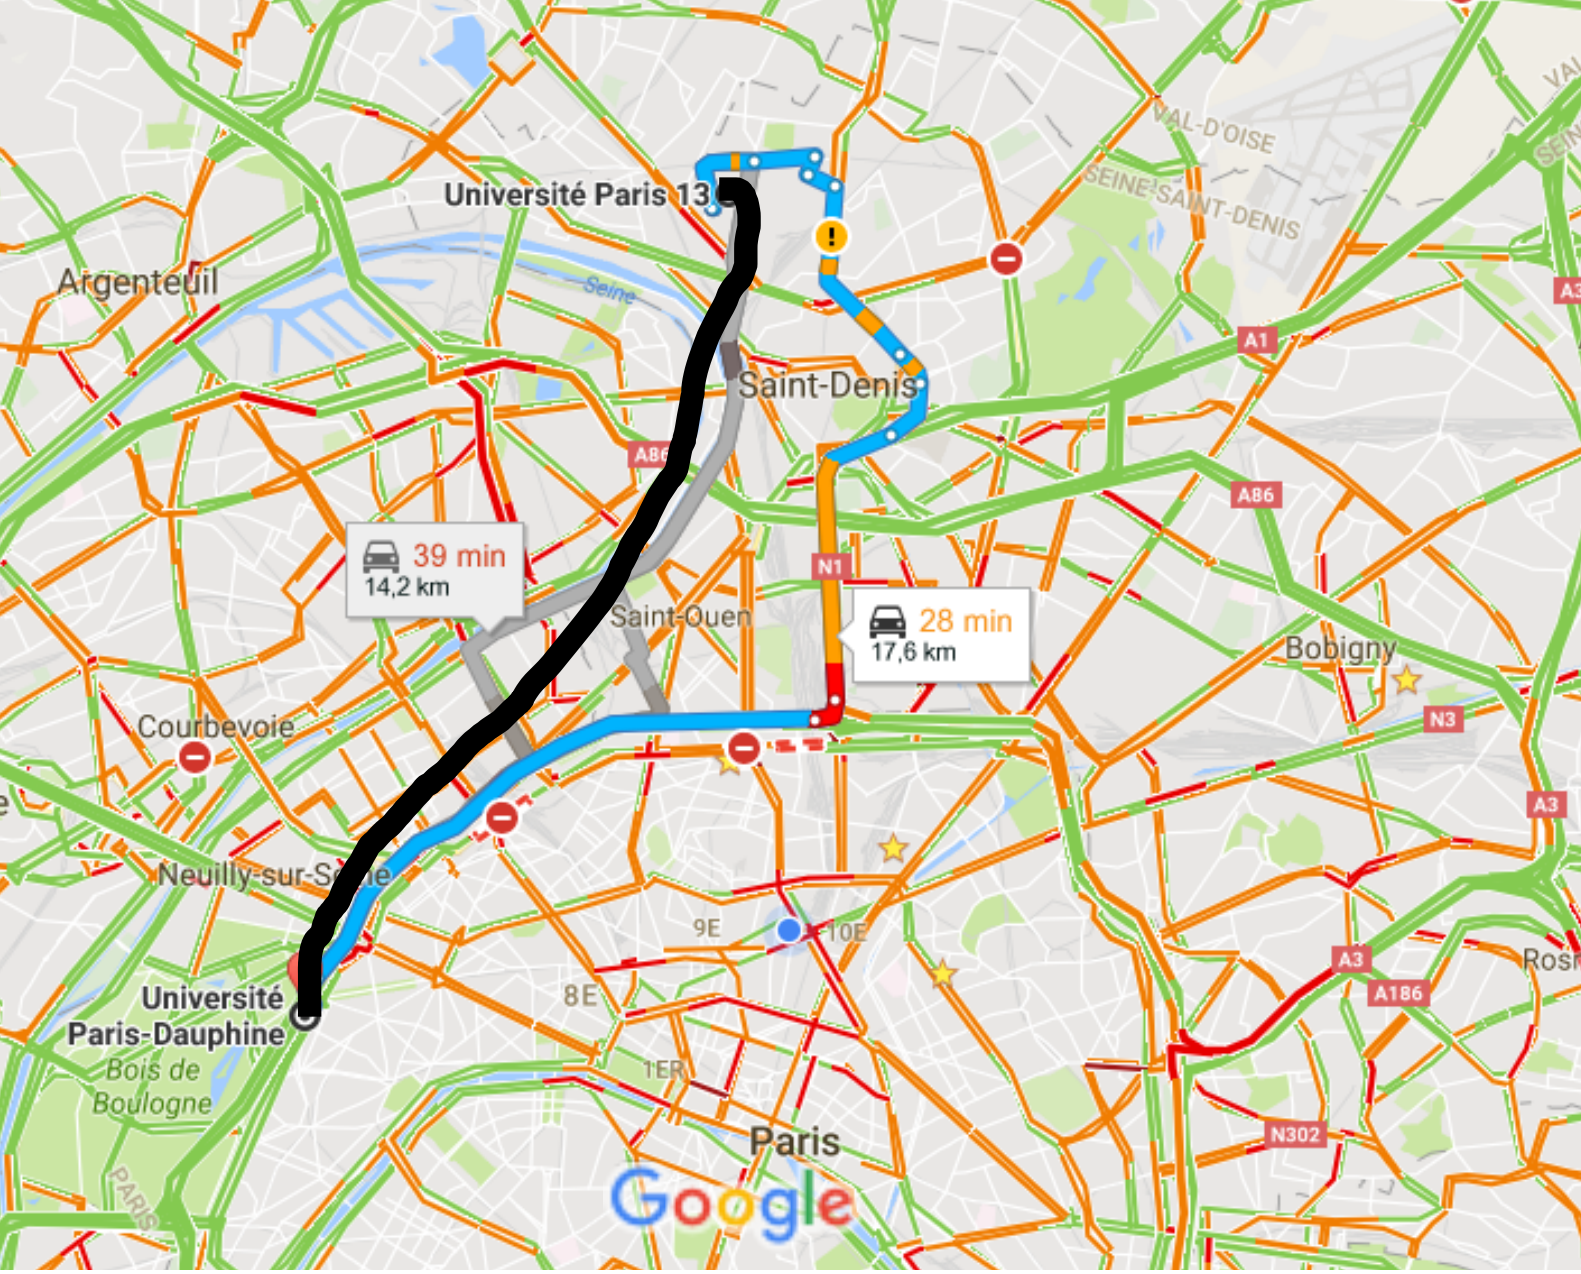 VAL-D'OISE
SEINE-SAINT-DENIS
Université Paris 13
Argenteuil
Seine
A1
Saint-Denis
A86
A86
39 min
14,2 km
N1
Saint-Ouen
28 min
17,6 km
Bobigny
Courbevoie
N3
A3
Neuilly-sur-Seine
9E
10E
A3
8E
A186
Université
Paris-Dauphine
Bois de
Boulogne
1ER
N302
Paris
PARIS
Google